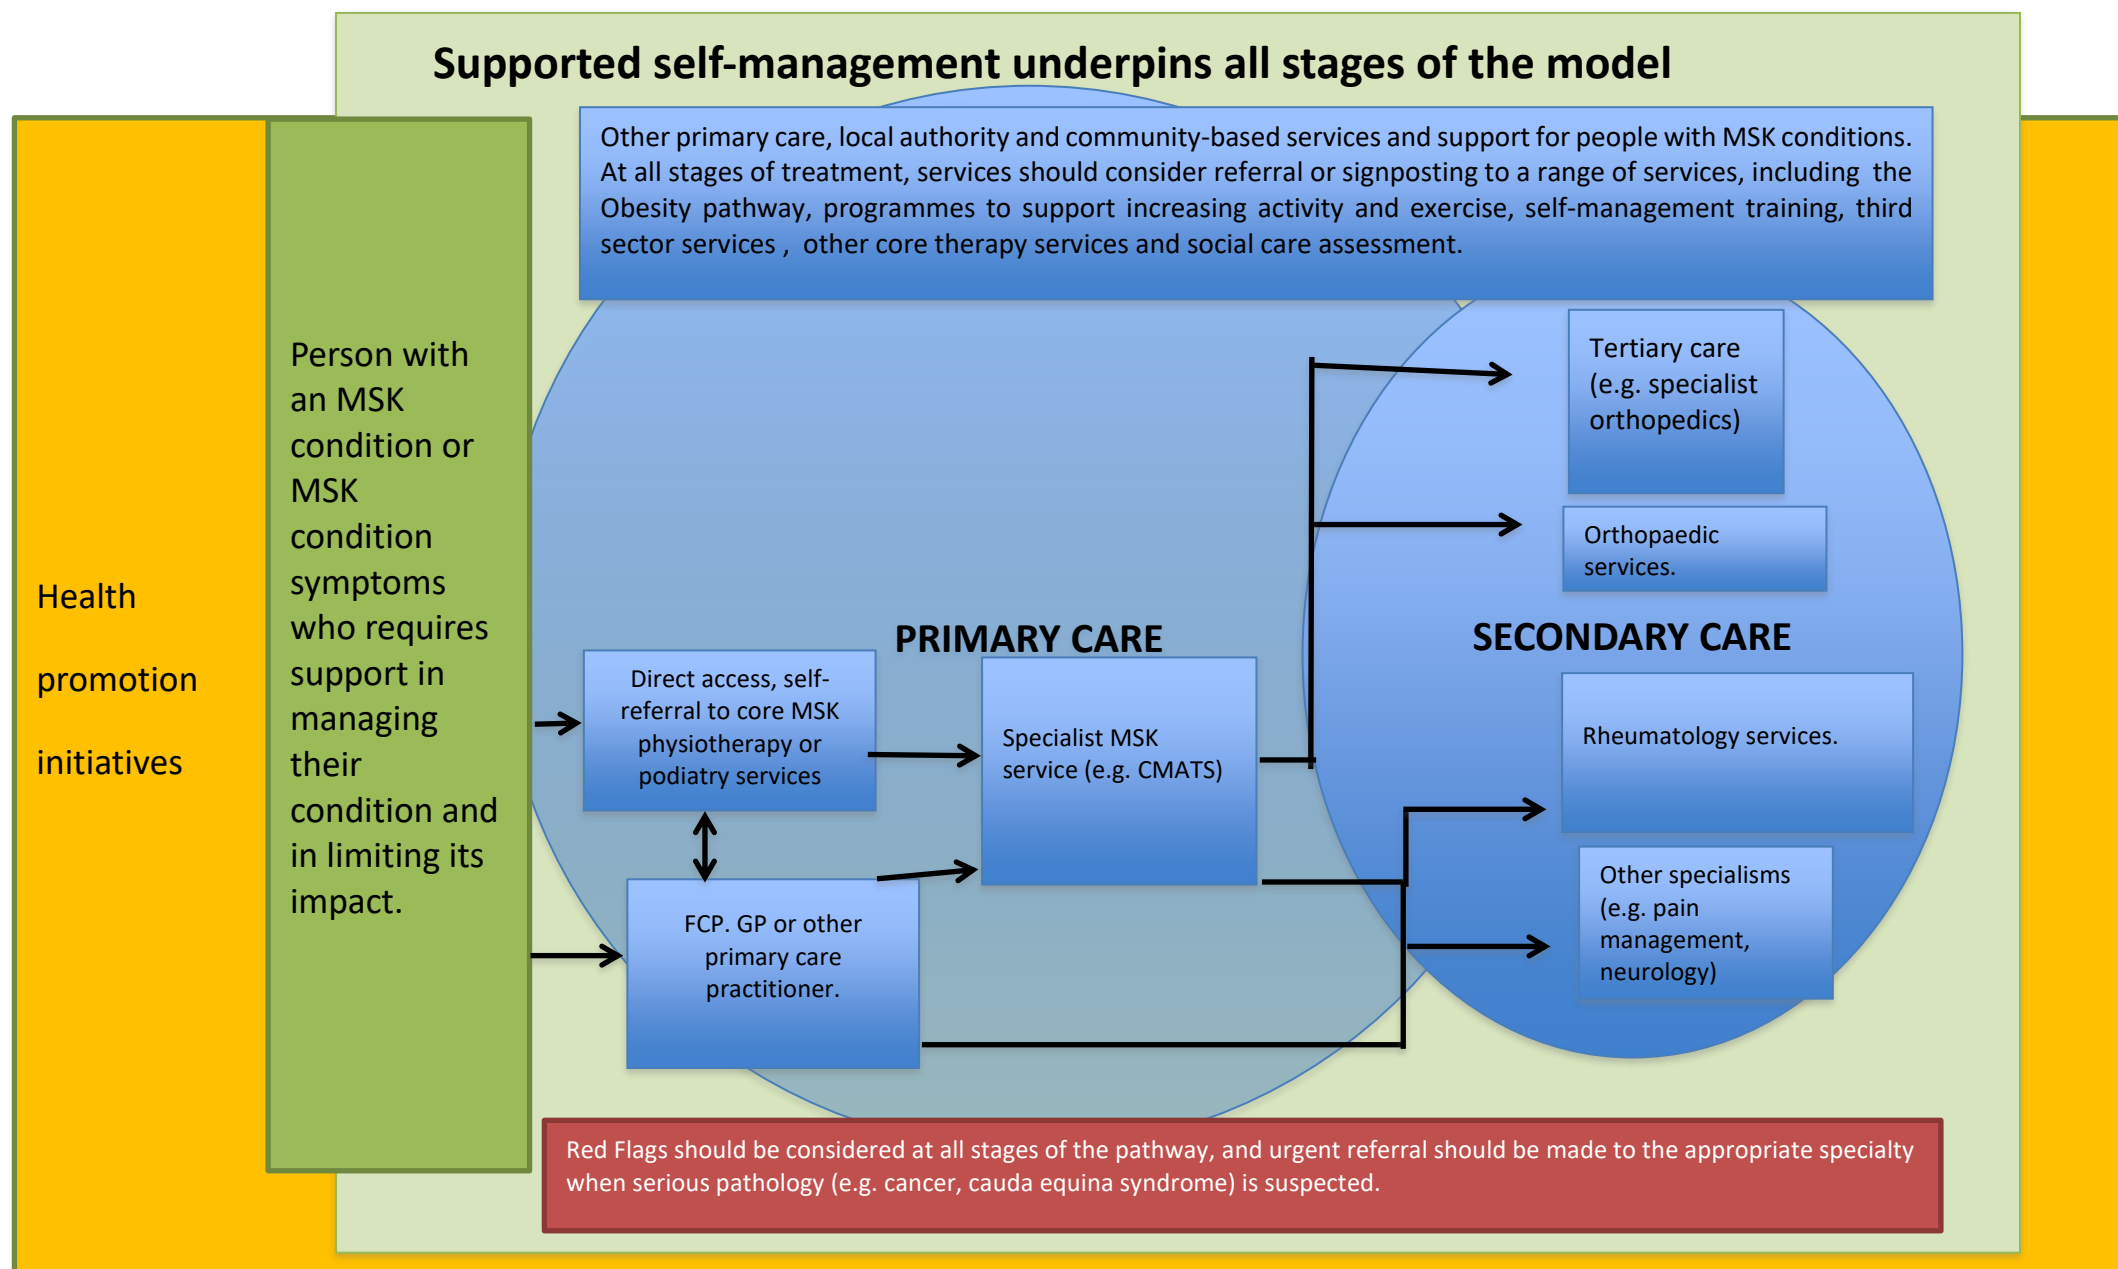 Supported self-management underpins all stages of the model
Other primary care, local authority and community-based services and support for people with MSK conditions.
At all stages of treatment, services should consider referral or signposting to a range of services, including the
Obesity pathway, programmes to support increasing activity and exercise, self-management training, third
sector services , other core therapy services and social care assessment.
Health
promotion
initiatives
Person with
an MSK
condition or
MSK
condition
symptoms
who requires
support in
managing
their
condition and
in limiting its
impact.
PRIMARY CARE
Direct access, self-
referral to core MSK
physiotherapy or
podiatry services
FCP. GP or other
primary care
practitioner.
Specialist MSK
service (e.g. CMATS)
Tertiary care
(e.g. specialist
orthopedics)
Orthopaedic
services.
SECONDARY CARE
Rheumatology services.
Other specialisms
(e.g. pain
management,
neurology)
Red Flags should be considered at all stages of the pathway, and urgent referral should be made to the appropriate specialty
when serious pathology (e.g. cancer, cauda equina syndrome) is suspected.